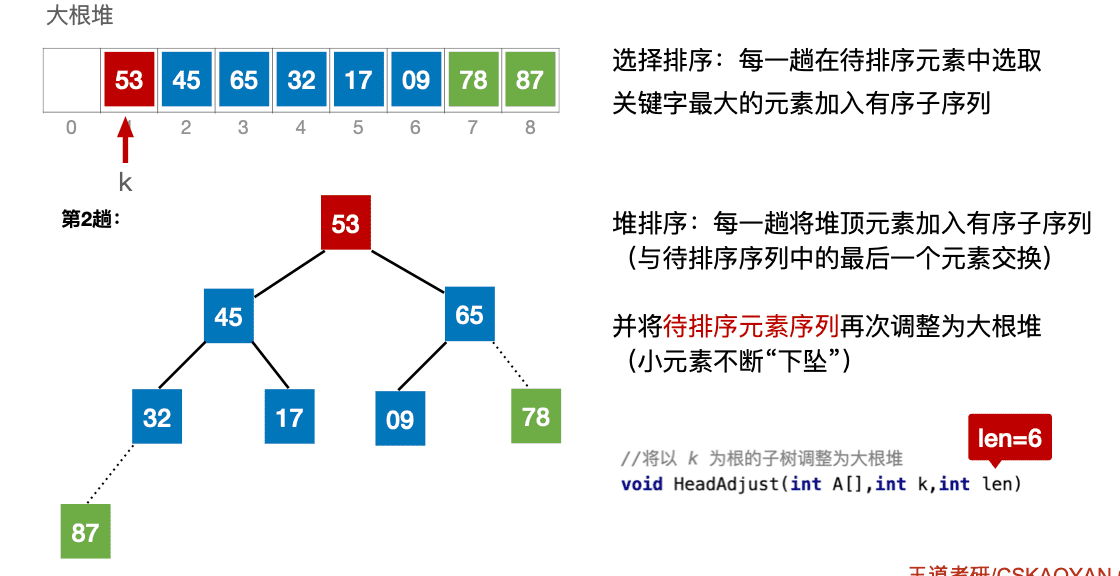 大根堆
53 45 65 32 17 09 78 87
0 2 3 4 5 6 7 8
k
第2趟：
53
45 65
32 17 09 78
87
选择排序：每一趟在待排序元素中选取
关键字最大的元素加入有序子序列
堆排序：每一趟将堆顶元素加入有序子序列
（与待排序序列中的最后一个元素交换）
并将待排序元素序列再次调整为大根堆
（小元素不断“下坠”）
len=6
//将以 k 为根的子树调整为大根堆
void HeadAdjust(int A[],int k,int len)
王道考研/CSKAOYAN